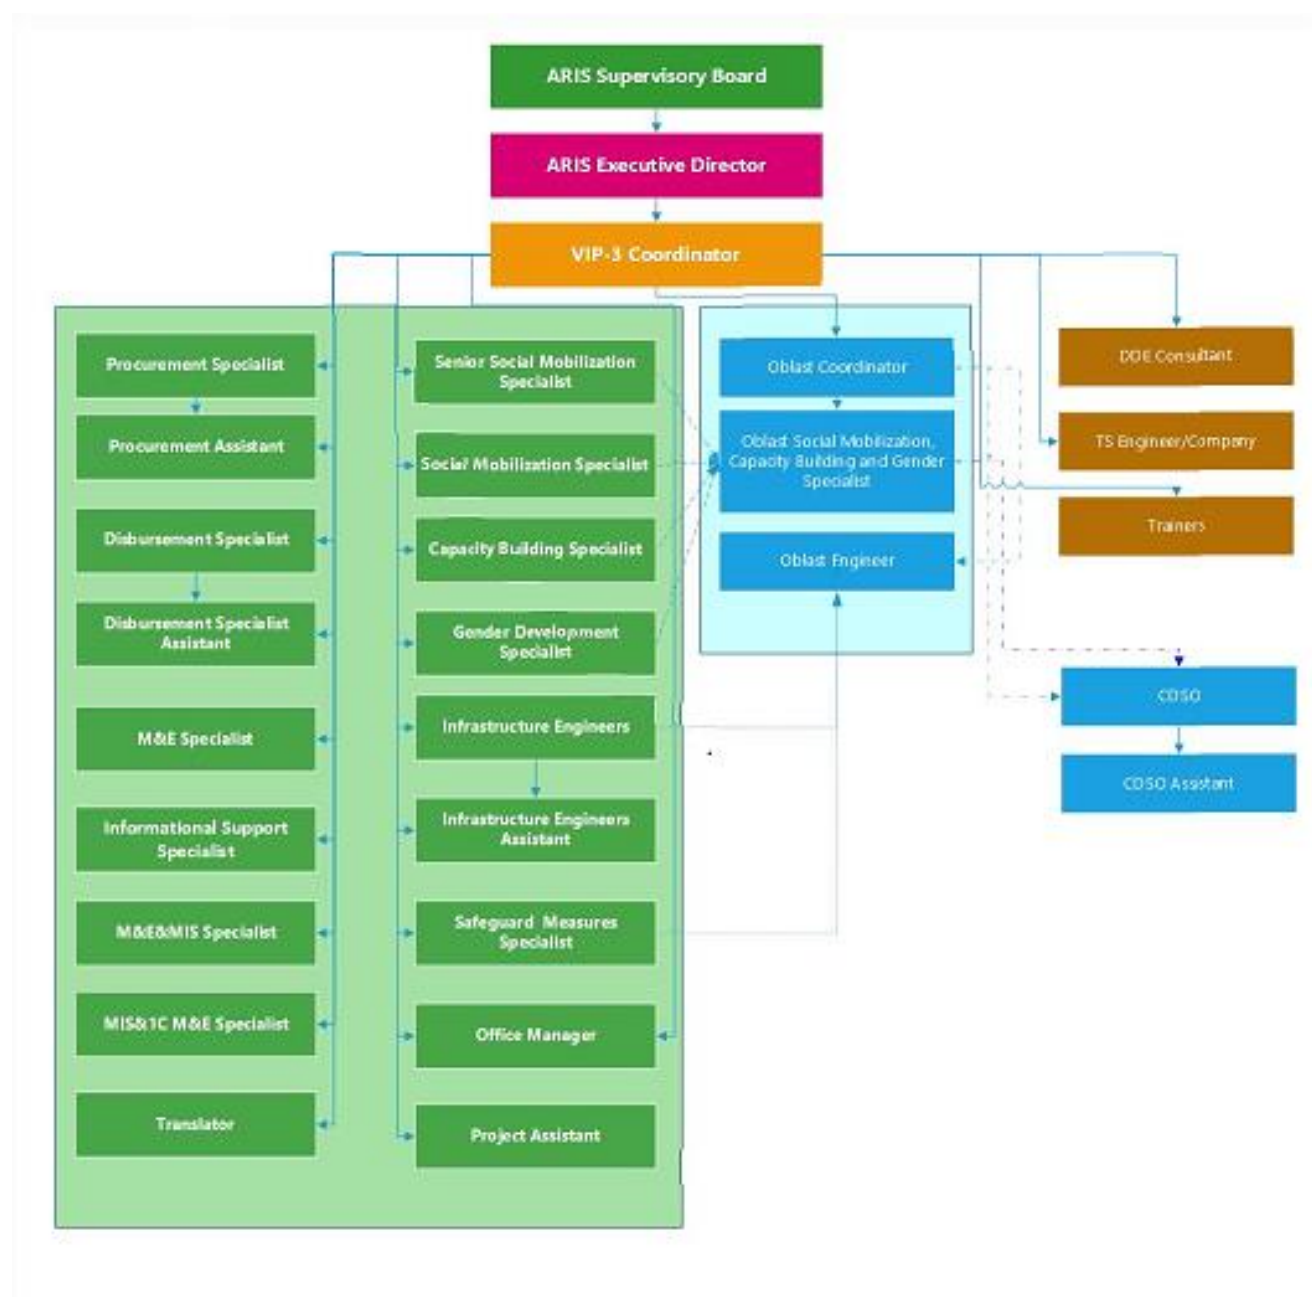 ARIS Supervisory Board
ARIS Executive Director
VIP-3 Coordinator
Procurement Specialist
Procurement Assistant
Disbursement Specialist
Disbursement Specialist
Assistant
M&E Specialist
Informational Support
Specialist
M&E&MIS Specialist
MIS&1C M&E Specialist
Translator
Senior Social Mobilization
Specialist
Social Mobilization Specialist
Capacity Building Specialist
Gender Development
Specialist
Infrastructure Engineers
Infrastructure Engineers
Assistant
Safeguard Measures
Specialist
Office Manager
Project Assistant
Oblast Coordinator
Oblast Social Mobilization,
Capacity Building and Gender
Specialist
Oblast Engineer
DDE Consultant
TS Engineer/Company
Trainers
CDSO
CDSO Assistant